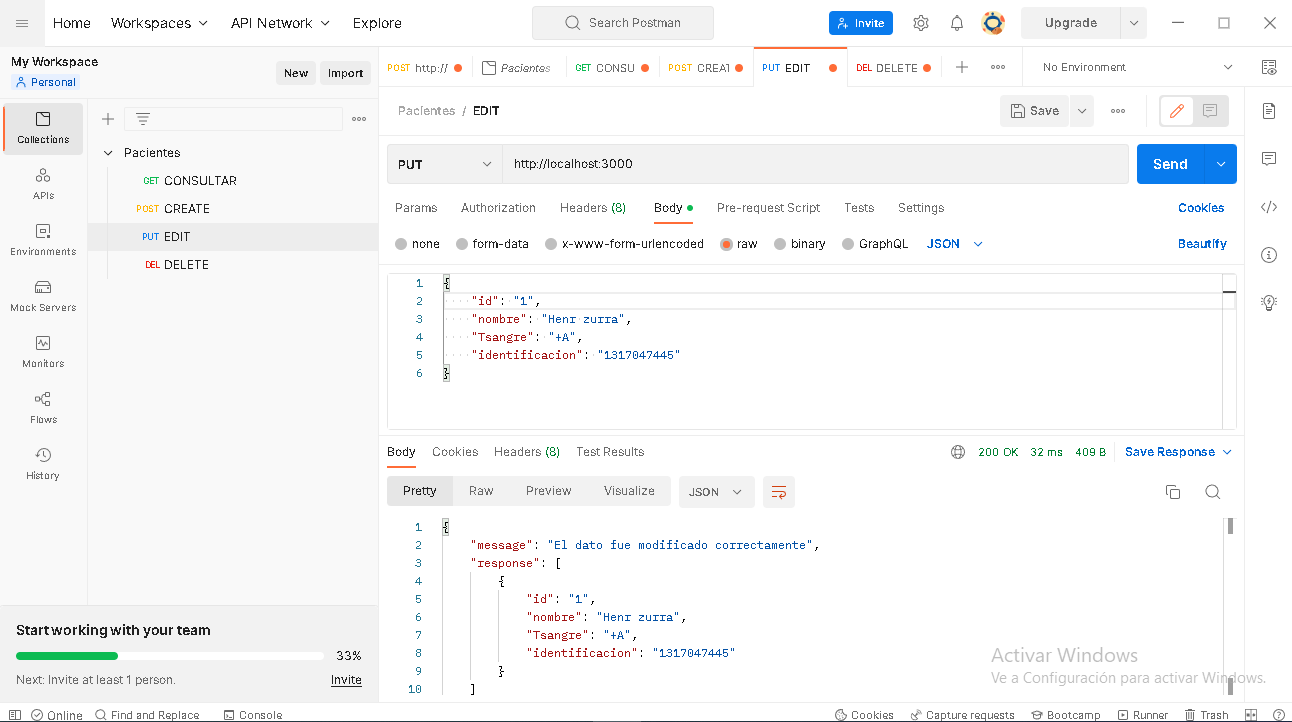 Home Workspaces API Network Explore Search Postman Invite Upgrade
My Workspace
Personal
New Import
POST http:// Pacientes GET CONSU POST CREAT PUT EDIT DEL DELETE No Environment
Collections
APIs
Environments
Mock Servers
Monitors
Flows
History
Pacientes
GET CONSULTAR
POST CREATE
PUT EDIT
DEL DELETE
Pacientes / EDIT Save
PUT http://localhost:3000 Send
Params Authorization Headers (8) Body Pre-request Script Tests Settings Cookies
none form-data x-www-form-urlencoded raw binary GraphQL JSON Beautify
1 {
2 "id": "1",
3 "nombre": "Henr zurra",
4 "Tsangre": "+A",
5 "identificacion": "1317047445"
6 }
Body Cookies Headers (8) Test Results 200 OK 32 ms 409 B Save Response
Pretty Raw Preview Visualize JSON
1 {
2 "message": "El dato fue modificado correctamente",
3 "response": [
4 {
5 "id": "1",
6 "nombre": "Henr zurra",
7 "Tsangre": "+A",
8 "identificacion": "1317047445"
9 }
10 ]
Start working with your team
33%
Next: Invite at least 1 person. Invite
Activar Windows
Ve a Configuración para activar Windows.
Online Find and Replace Console Cookies Capture requests Bootcamp Runner Trash